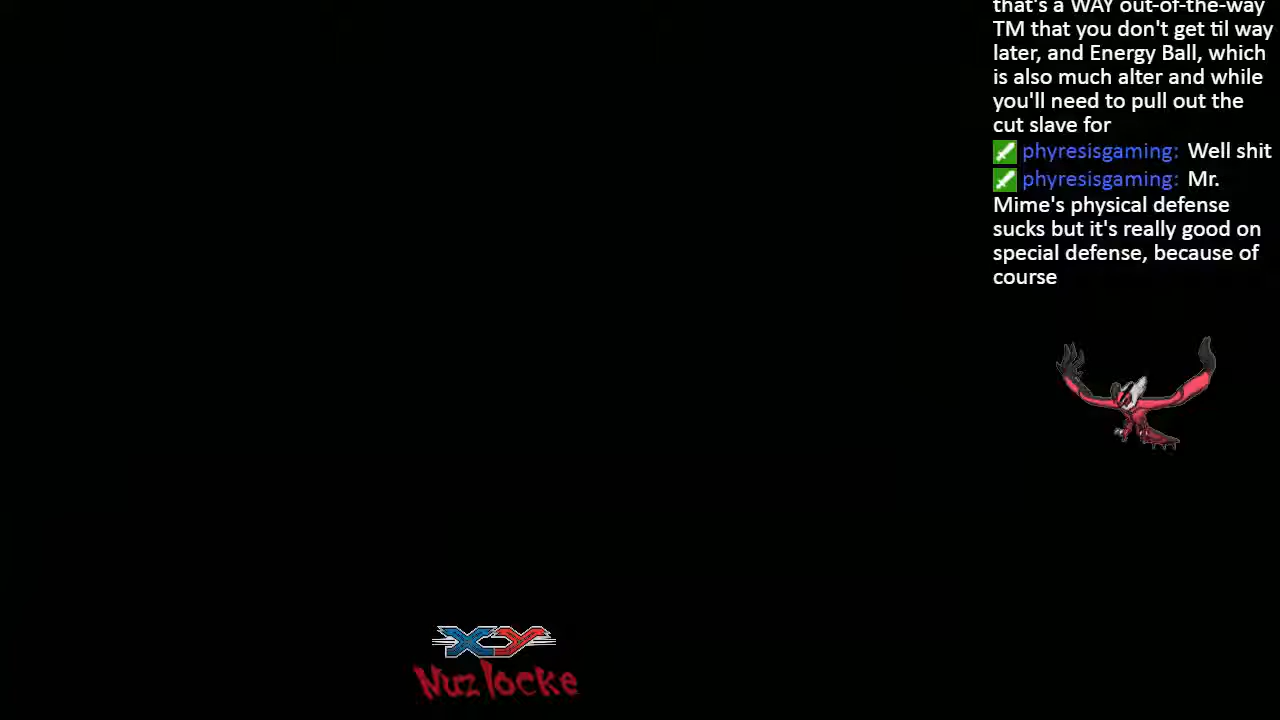 that's a WAY out-of-the-way
TM that you don't get til way
later, and Energy Ball, which
is also much alter and while
you'll need to pull out the
cut slave for
phyresisgaming: Well shit
phyresisgaming: Mr.
Mime's physical defense
sucks but it's really good on
special defense, because of
course
XY
Nuzlocke